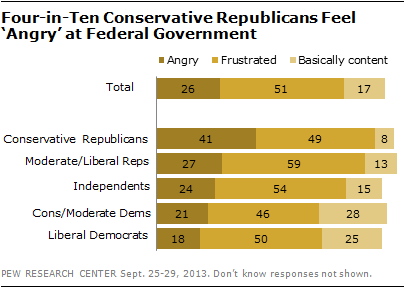 Four-in-Ten Conservative Republicans Feel
‘Angry’ at Federal Government
Angry Frustrated Basically content
Total 26 51 17
Conservative Republicans 41 49 8
Moderate/Liberal Reps 27 59 13
Independents 24 54 15
Cons/Moderate Dems 21 46 28
Liberal Democrats 18 50 25
PEW RESEARCH CENTER Sept. 25-29, 2013. Don’t know responses not shown.